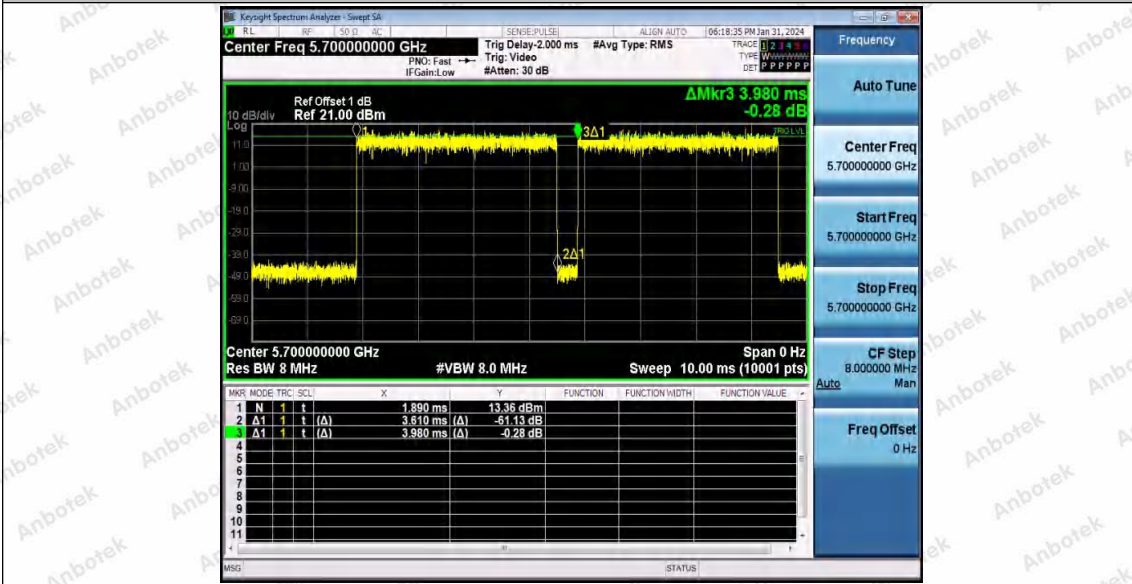 Keysight Spectrum Analyzer - Swept SA
RL RF 50 Ω AC SENSE:PULSE ALIGN AUTO 06:18:35 PM Jan 31, 2024
Center Freq 5.700000000 GHz
PNO: Fast
IFGain:Low
Trig Delay-2.000 ms
Trig: Video
#Atten: 30 dB
#Avg Type: RMS
TRACE 1 2 3 4 5 6
TYPE W
DET P P P P P P
ΔMkr3 3.980 ms
-0.28 dB
Ref Offset 1 dB
10 dB/div Ref 21.00 dBm
Log
11.0
1.00
-9.00
-19.0
-29.0
-39.0
-49.0
-59.0
-69.0
1
3Δ1
TRIG LVL
2Δ1
Center 5.700000000 GHz Span 0 Hz
Res BW 8 MHz #VBW 8.0 MHz Sweep 10.00 ms (10001 pts)
MKR MODE TRC SCL X Y FUNCTION FUNCTION WIDTH FUNCTION VALUE
1 N 1 t 1.890 ms 13.36 dBm
2 Δ1 1 t (Δ) 3.610 ms (Δ) -61.13 dB
3 Δ1 1 t (Δ) 3.980 ms (Δ) -0.28 dB
4
5
6
7
8
9
10
11
MSG STATUS
Frequency
Auto Tune
Center Freq
5.700000000 GHz
Start Freq
5.700000000 GHz
Stop Freq
5.700000000 GHz
CF Step
8.000000 MHz
Auto Man
Freq Offset
0 Hz
Anbotek